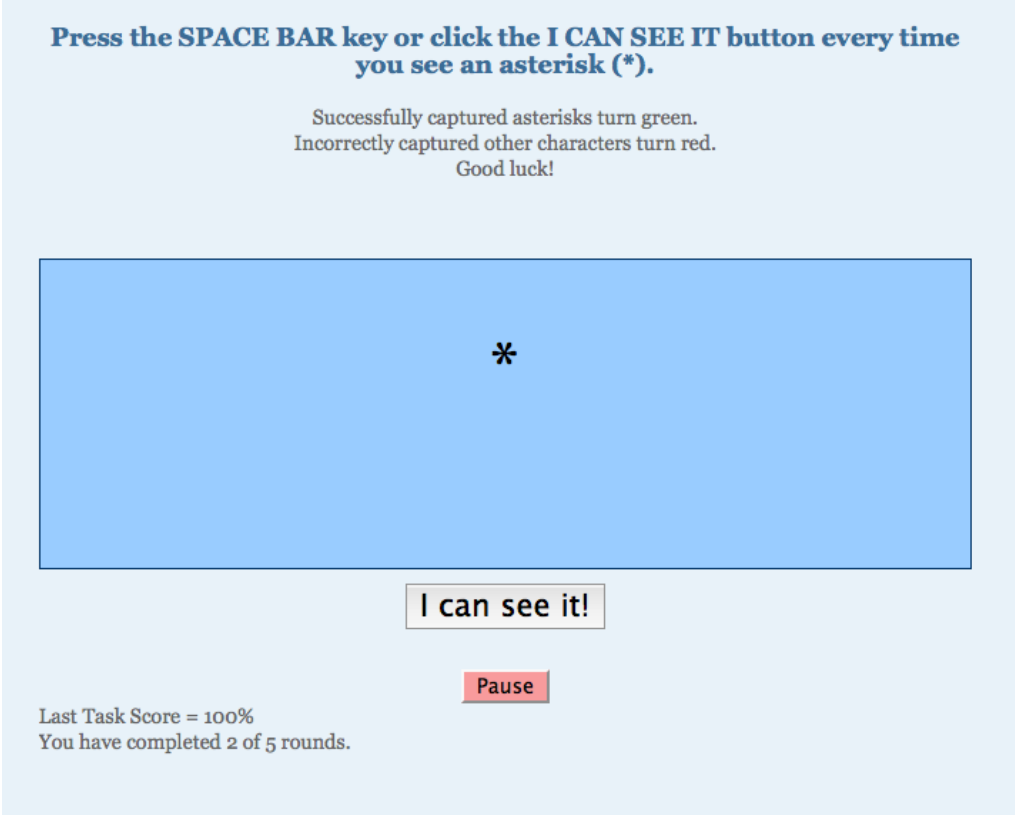 Press the SPACE BAR key or click the I CAN SEE IT button every time
you see an asterisk (*).
Successfully captured asterisks turn green.
Incorrectly captured other characters turn red.
Good luck!
*
I can see it!
Pause
Last Task Score = 100%
You have completed 2 of 5 rounds.